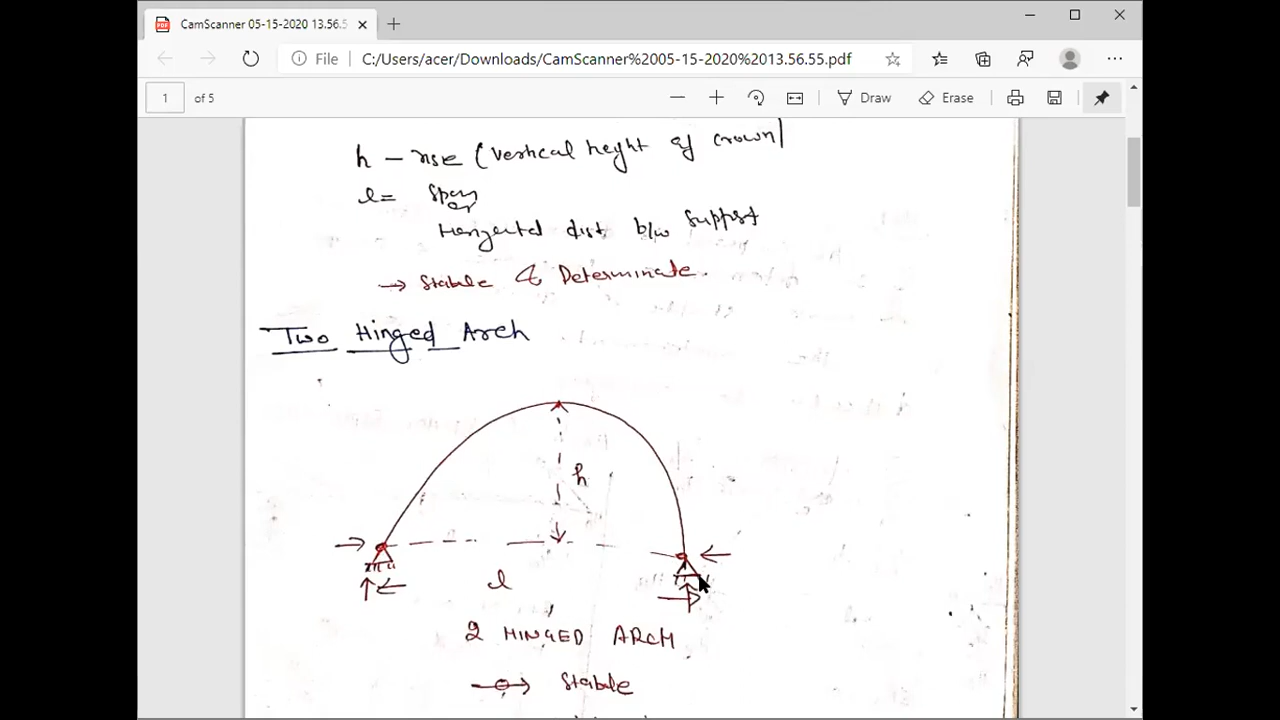 CamScanner 05-15-2020 13.56.5
File C:/Users/acer/Downloads/CamScanner%2005-15-2020%2013.56.55.pdf
1 of 5 Draw Erase
h - rise (vertical height of crown)
l= Span
or
Horizontal dist. b/w support
→ Stable & Determinate.
Two Hinged Arch
h
l
2 HINGED ARCH
→ Stable